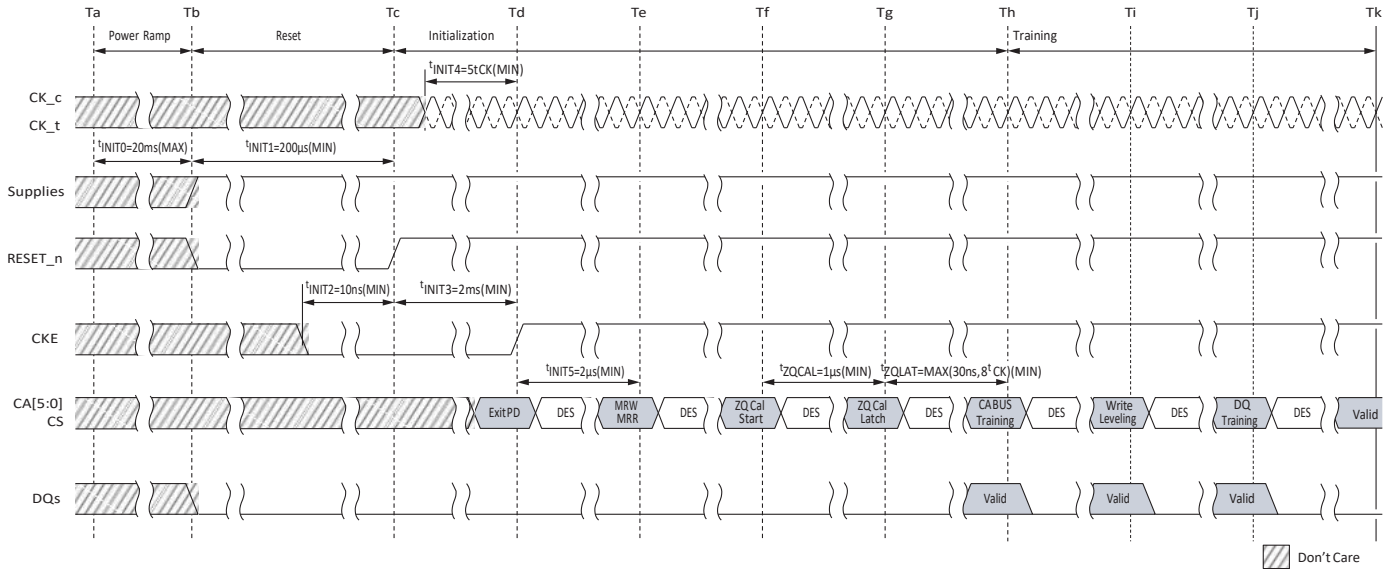 Ta Tb Tc Td Te Tf Tg Th Ti Tj Tk
Power Ramp Reset Initialization Training
tINIT4=5tCK(MIN)
CK_c
CK_t
tINIT0=20ms(MAX) tINIT1=200μs(MIN)
Supplies
RESET_n
tINIT2=10ns(MIN) tINIT3=2ms(MIN)
CKE
tINIT5=2μs(MIN) tZQCAL=1μs(MIN) tZQLAT=MAX(30ns,8tCK)(MIN)
CA[5:0]
CS
ExitPD DES MRW
MRR DES ZQ Cal
Start DES ZQ Cal
Latch DES CABUS
Training DES Write
Leveling DES DQ
Training DES Valid
DQs Valid Valid Valid
Don't Care